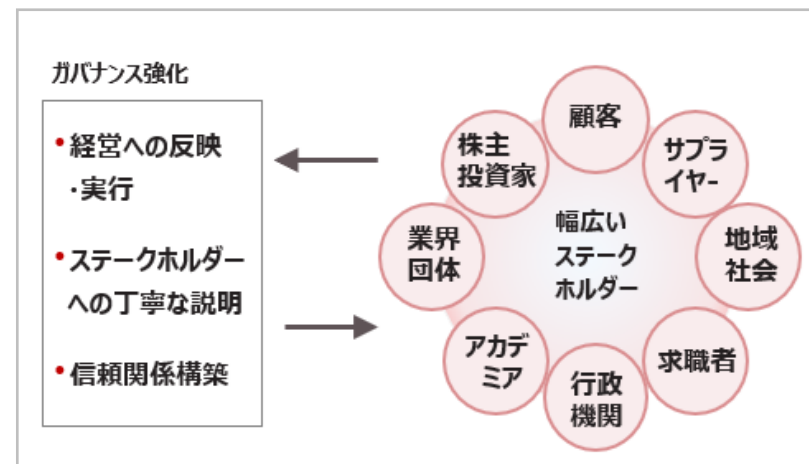 ガバナンス強化
•経営への反映
・実行
•ステークホルダー
への丁寧な説明
•信頼関係構築
顧客
サプラ
イヤー
地域
社会
求職者
行政
機関
アカデ
ミア
業界
団体
株主
投資家
幅広い
ステーク
ホルダー